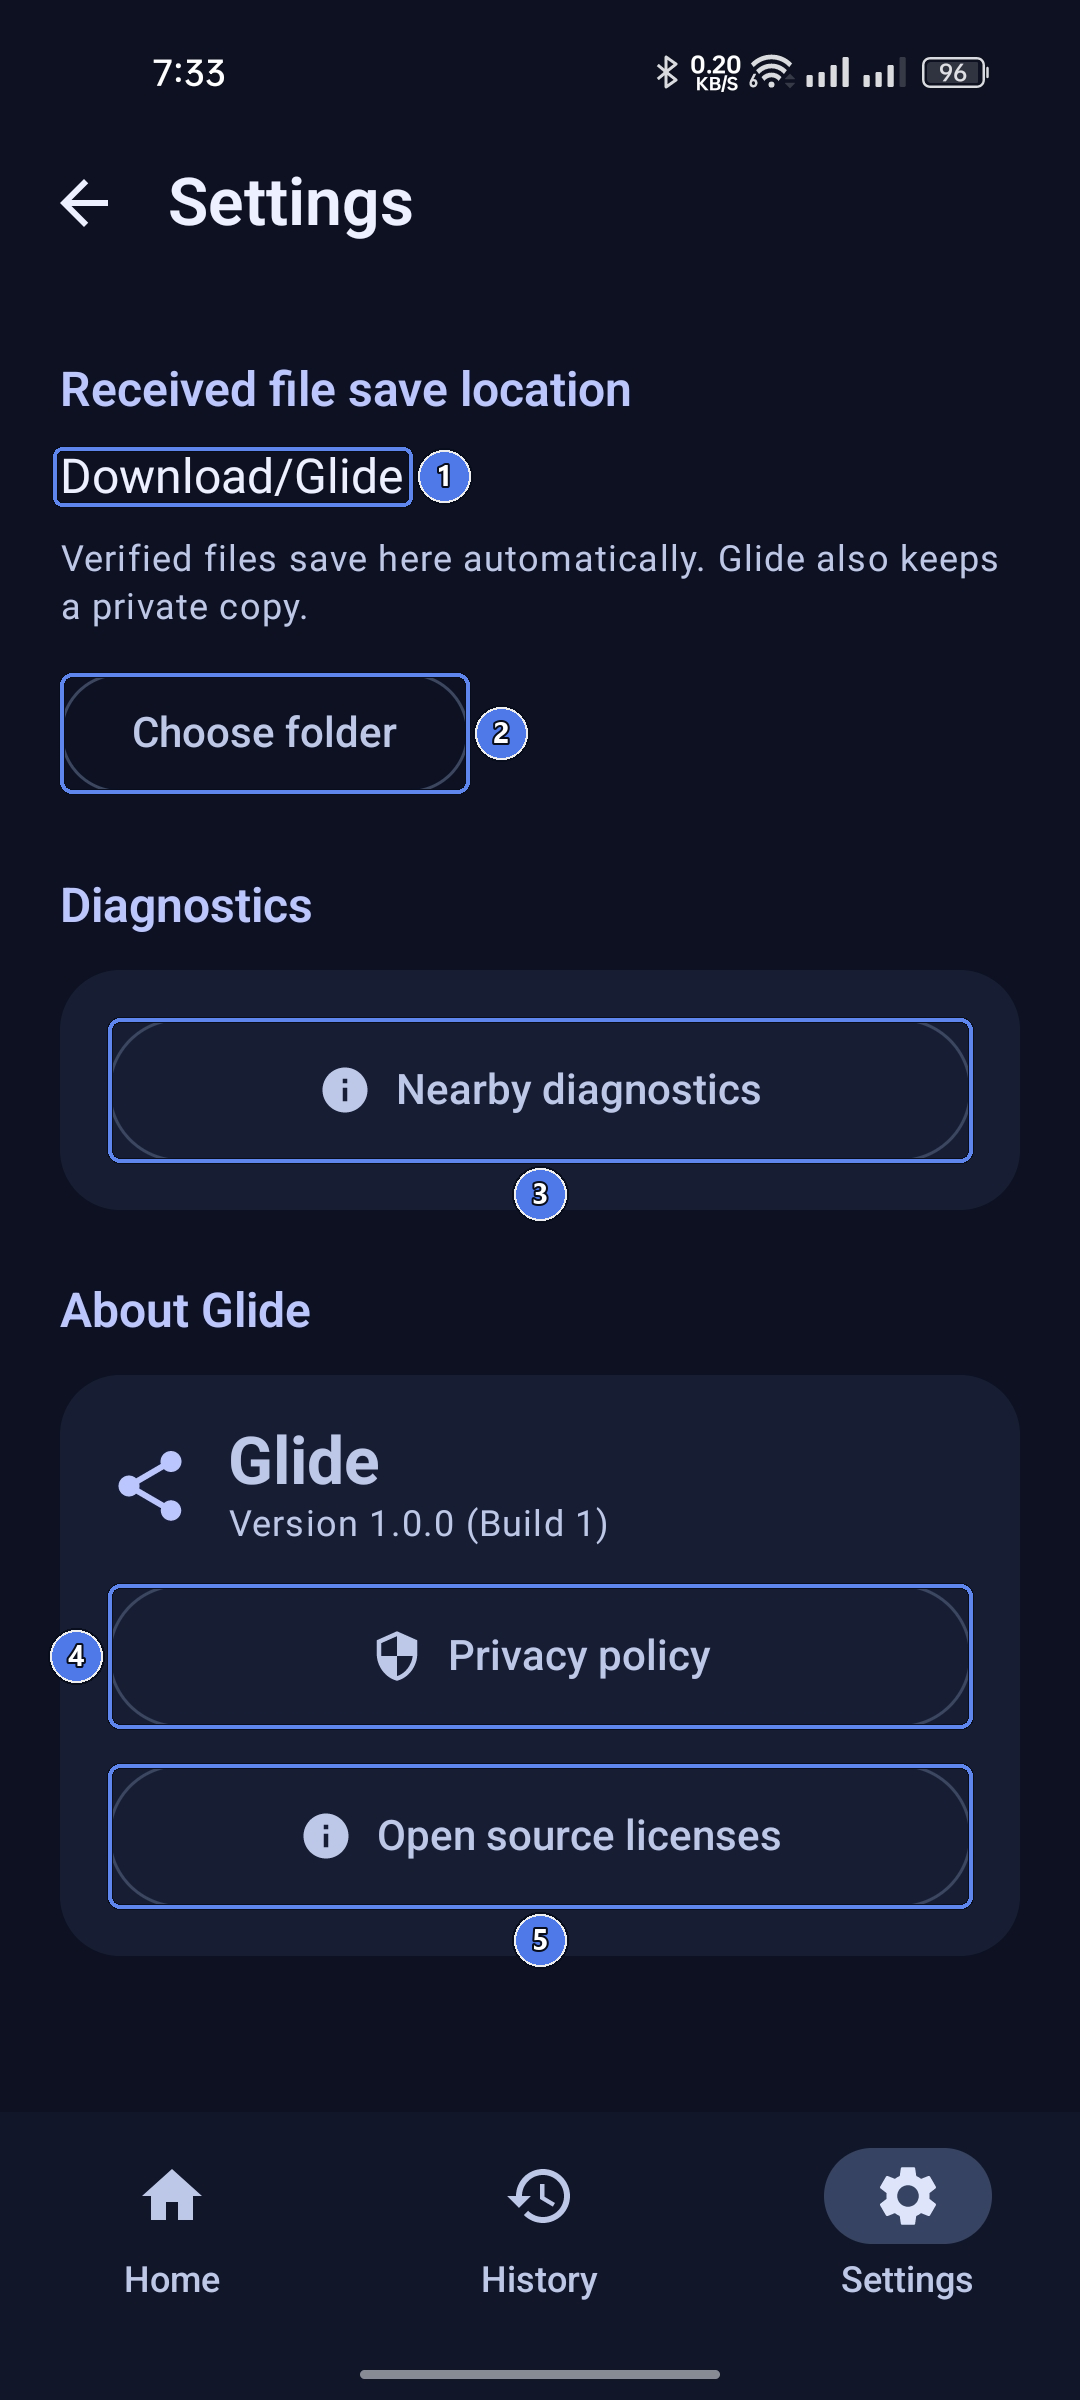 7:33
0.20
KB/S
6
96
Settings
Received file save location
Download/Glide
1
Verified files save here automatically. Glide also keeps
a private copy.
Choose folder
2
Diagnostics
Nearby diagnostics
3
About Glide
Glide
Version 1.0.0 (Build 1)
Privacy policy
4
Open source licenses
5
Home
History
Settings